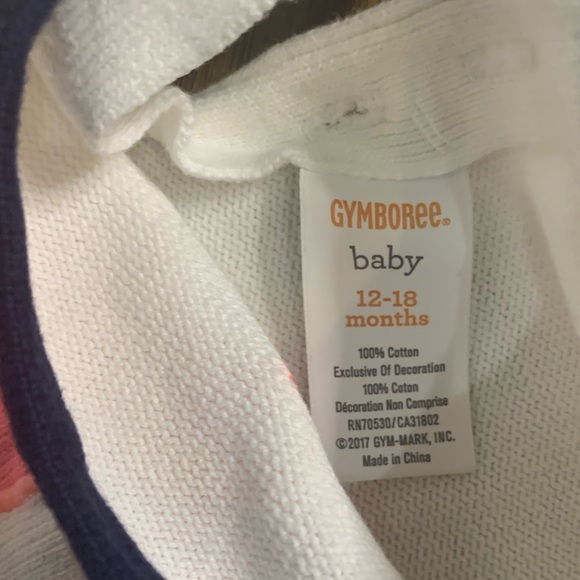 GYMBOREE®
baby
12-18
months
100% Cotton
Exclusive Of Decoration
100% Coton
Décoration Non Comprise
RN70530/CA31802
©2017 GYM-MARK, INC.
Made in China